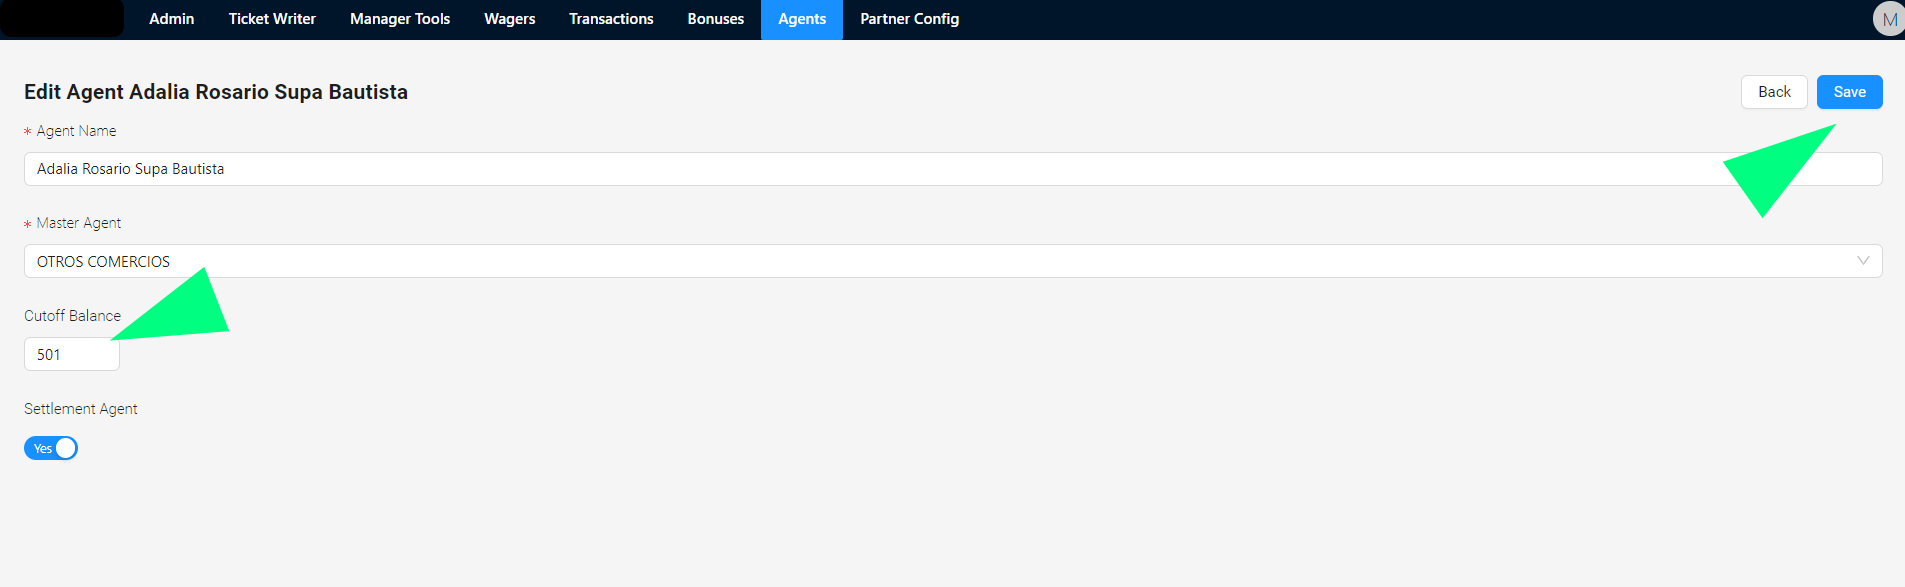 Admin Ticket Writer Manager Tools Wagers Transactions Bonuses Agents Partner Config M
Edit Agent Adalia Rosario Supa Bautista Back Save
* Agent Name
Adalia Rosario Supa Bautista
* Master Agent
OTROS COMERCIOS
Cutoff Balance
501
Settlement Agent
Yes